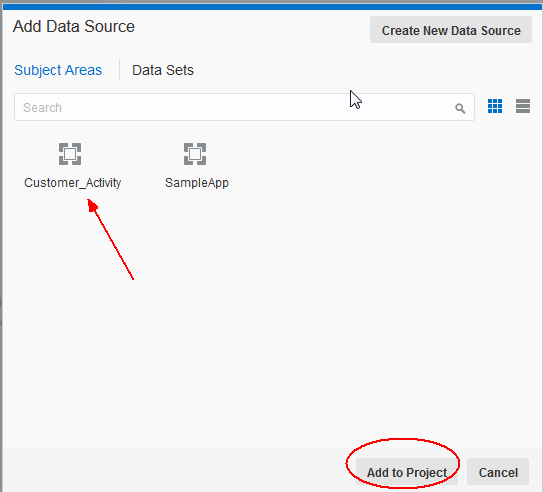 Add Data Source
Create New Data Source
Subject Areas
Data Sets
Search
Customer_Activity
SampleApp
Add to Project
Cancel